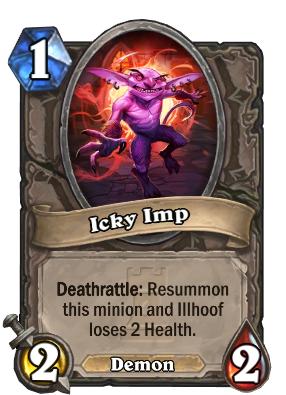 1
Icky Imp
Deathrattle: Resummon
this minion and Illhoof
loses 2 Health.
2
Demon
2